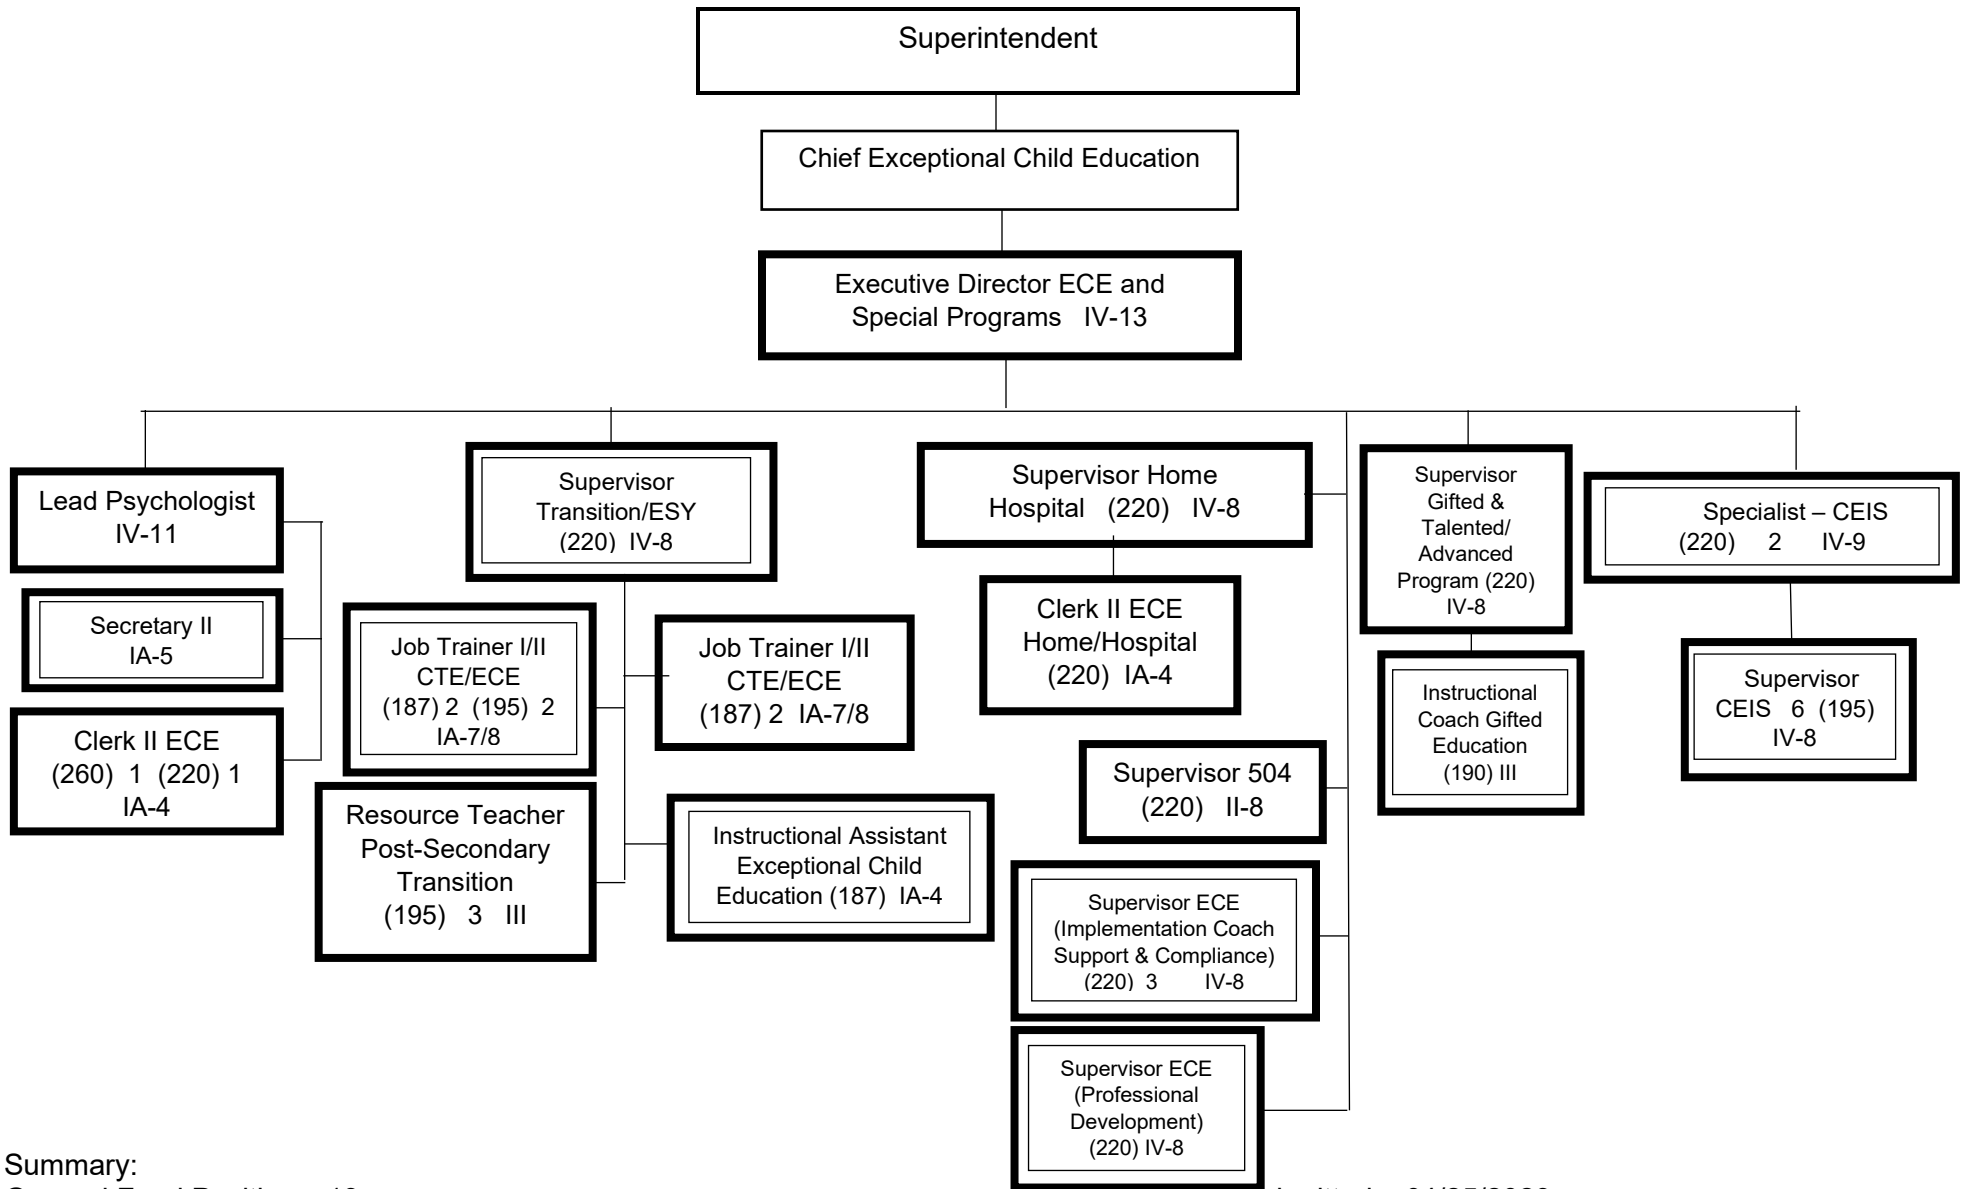 Superintendent
Chief Exceptional Child Education
Executive Director ECE and
Special Programs IV-13
Lead Psychologist
IV-11
Secretary II
IA-5
Clerk II ECE
(260) 1 (220) 1
IA-4
Supervisor
Transition/ESY
(220) IV-8
Job Trainer I/II
CTE/ECE
(187) 2 (195) 2
IA-7/8
Job Trainer I/II
CTE/ECE
(187) 2 IA-7/8
Resource Teacher
Post-Secondary
Transition
(195) 3 III
Instructional Assistant
Exceptional Child
Education (187) IA-4
Supervisor Home
Hospital (220) IV-8
Clerk II ECE
Home/Hospital
(220) IA-4
Supervisor 504
(220) II-8
Supervisor ECE
(Implementation Coach
Support & Compliance)
(220) 3 IV-8
Supervisor ECE
(Professional
Development)
(220) IV-8
Supervisor
Gifted &
Talented/
Advanced
Program (220)
IV-8
Instructional
Coach Gifted
Education
(190) III
Specialist – CEIS
(220) 2 IV-9
Supervisor
CEIS 6 (195)
IV-8
Summary: